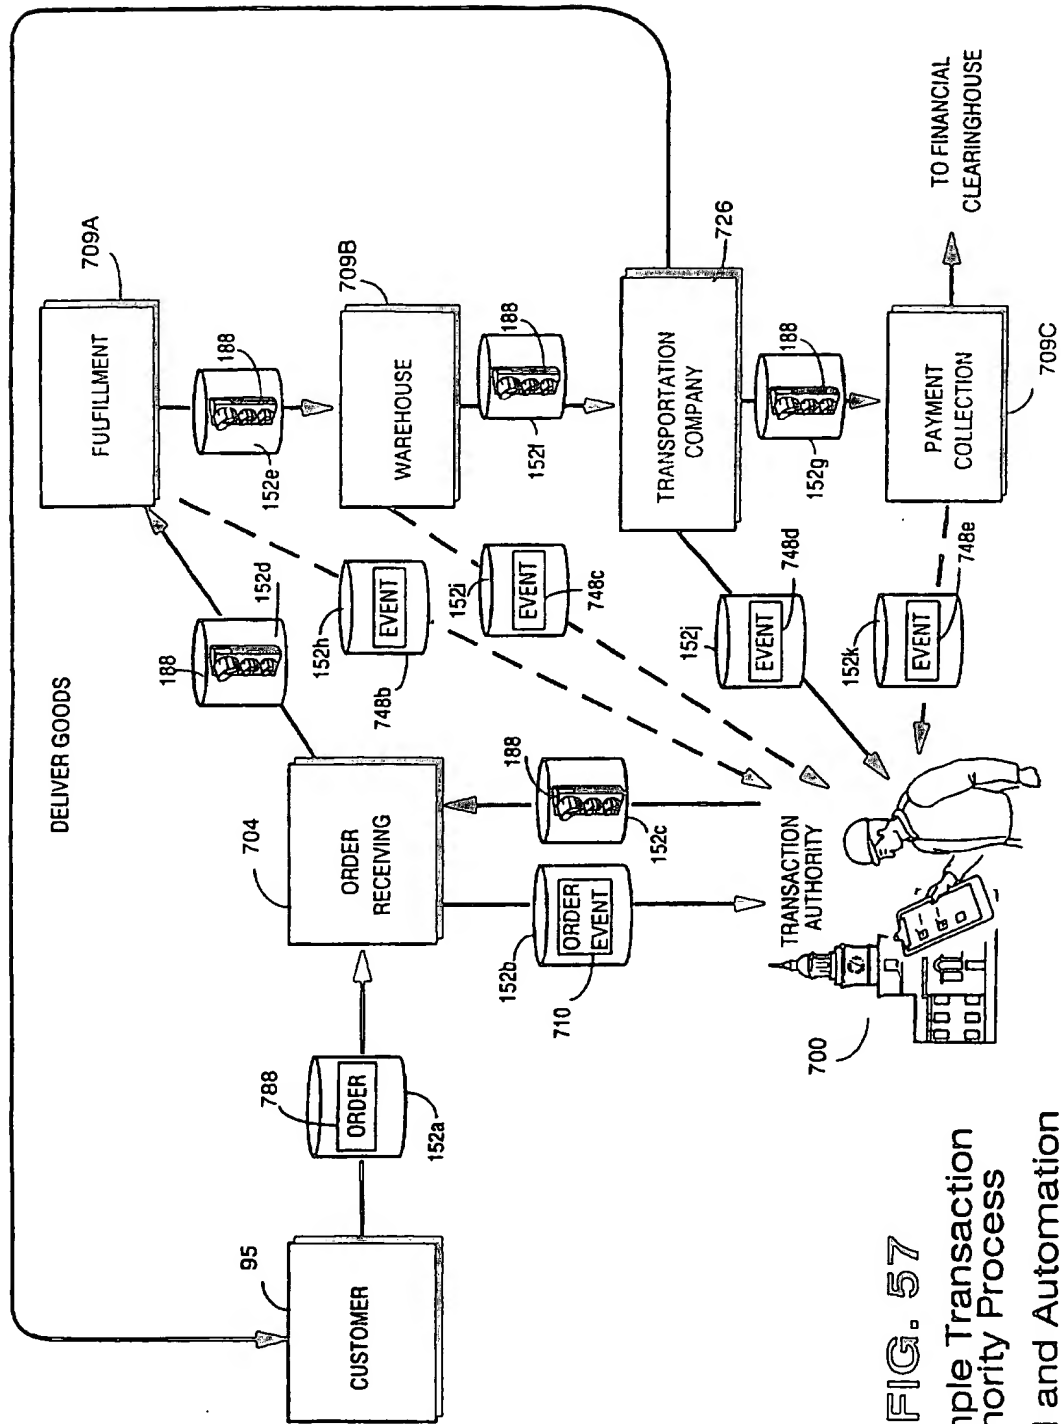 DELIVER GOODS
709A
FULFILLMENT
188
152d
188
152e
95
CUSTOMER
788
ORDER
152a
704
ORDER
RECEIVING
152h
EVENT
748b
709B
WAREHOUSE
152i
EVENT
748c
188
152f
152b
ORDER
EVENT
710
188
152c
726
TRANSPORTATION
COMPANY
152j
EVENT
748d
188
152g
TRANSACTION
AUTHORITY
700
152k
EVENT
748e
PAYMENT
COLLECTION
709C
TO FINANCIAL
CLEARINGHOUSE
FIG. 57
Transaction
Process
and Automation